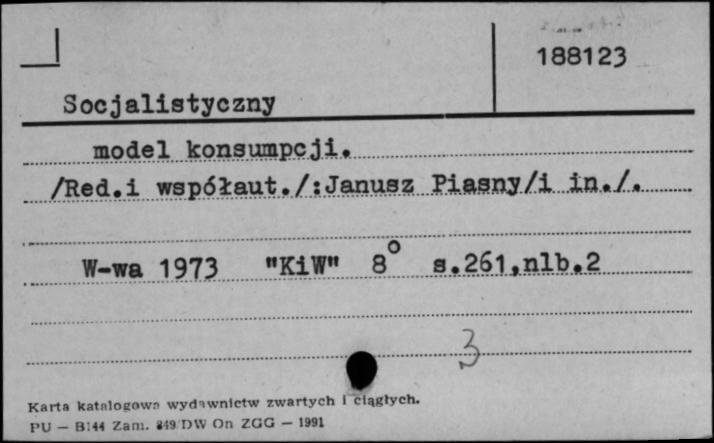 188123
Socjalistyczny
model konsumpcji.
/Red.i współaut./:Janusz Piasny/i in./.
W-wa 1973 "KiW" 8° s.261,nlb.2
3
Karta katalogowa wydawnictw zwartych i ciągłych.
PU — B144 Zam. 849/DW On ZGG — 1991